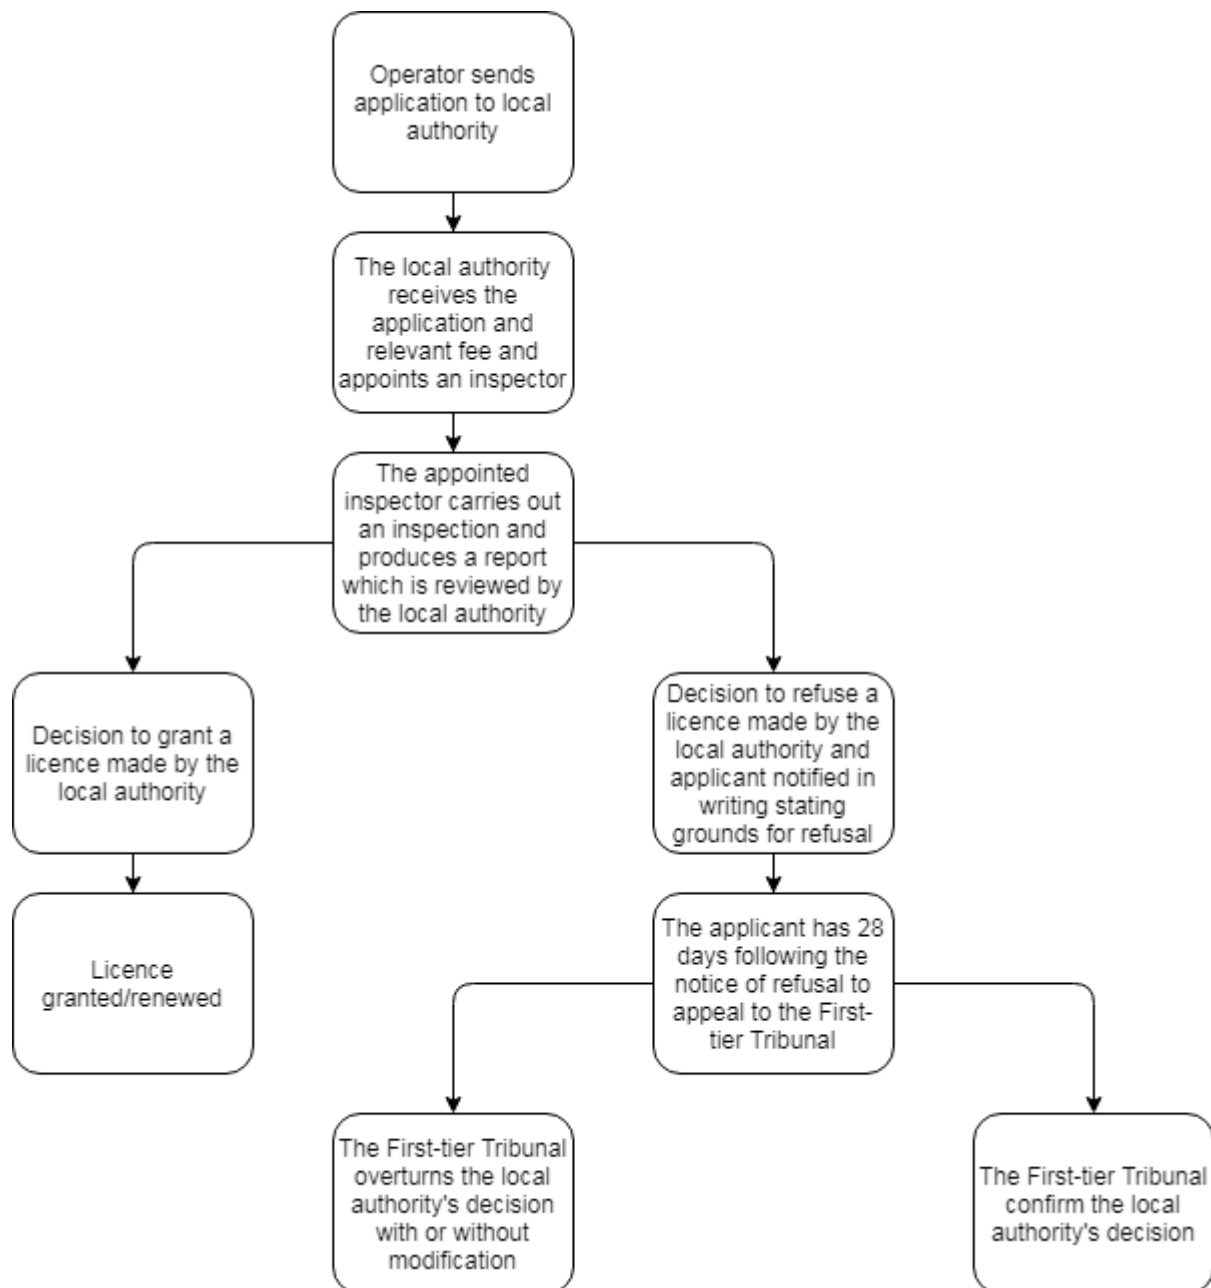 Operator sends
application to local
authority
The local authority
receives the
application and
relevant fee and
appoints an inspector
The appointed
inspector carries out
an inspection and
produces a report
which is reviewed by
the local authority
Decision to grant a
licence made by the
local authority
Decision to refuse a
licence made by the
local authority and
applicant notified in
writing stating
grounds for refusal
Licence
granted/renewed
The applicant has 28
days following the
notice of refusal to
appeal to the First-
tier Tribunal
The First-tier Tribunal
overturns the local
authority's decision
with or without
modification
The First-tier Tribunal
confirm the local
authority's decision